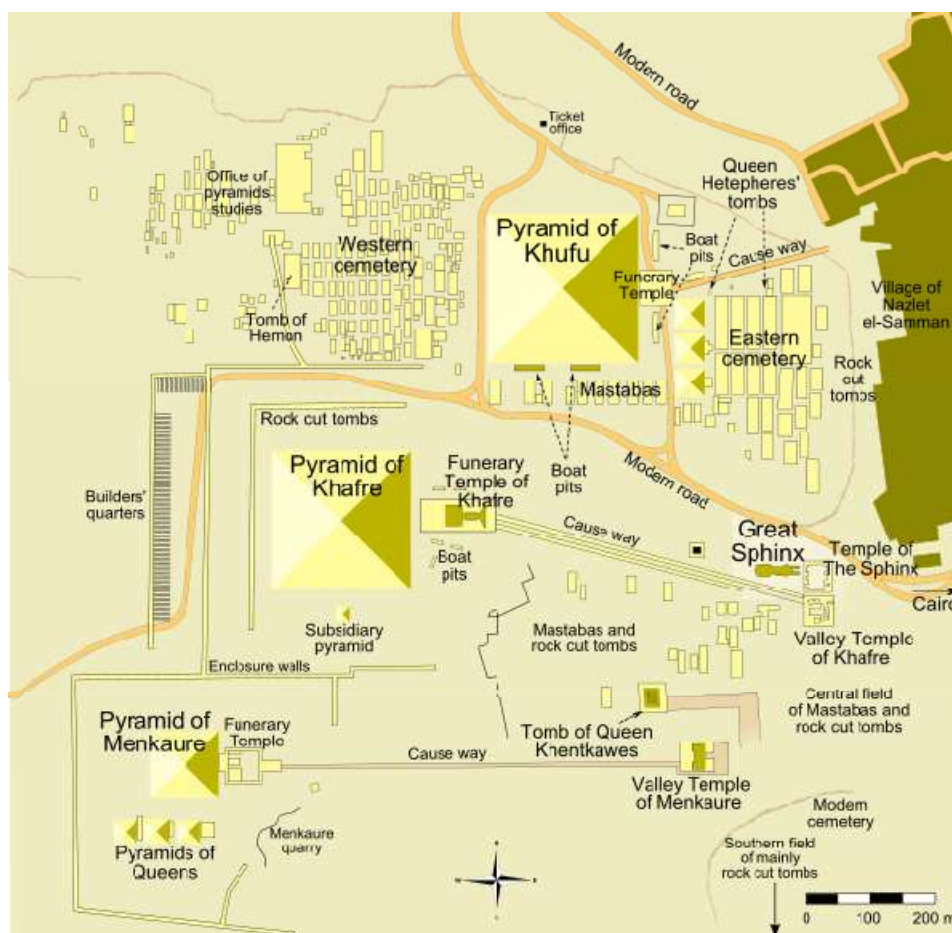 Modern road
Ticket
office
Queen
Hetepheres'
tombs
Office of
pyramids
studies
Western
cemetery
Pyramid of
Khufu
Boat
pits
Cause way
Funerary
Temple
Village of
Nazlet
el-Samman
Tomb of
Hemon
Eastern
cemetery
Rock
cut
tombs
Mastabas
Rock cut tombs
Pyramid of
Khafre
Funerary
Temple of
Khafre
Boat
pits
Modern road
Builders'
quarters
Cause way
Great
Sphinx
Temple of
The Sphinx
Boat
pits
Cairo
Subsidiary
pyramid
Mastabas and
rock cut tombs
Valley Temple
of Khafre
Enclosure walls
Central field
of Mastabas and
rock cut tombs
Pyramid of
Menkaure
Funerary
Temple
Tomb of Queen
Khentkawes
Cause way
Valley Temple
of Menkaure
Modern
cemetery
Menkaure
quarry
Pyramids of
Queens
Southern field
of mainly
rock cut tombs
0 100 200 m